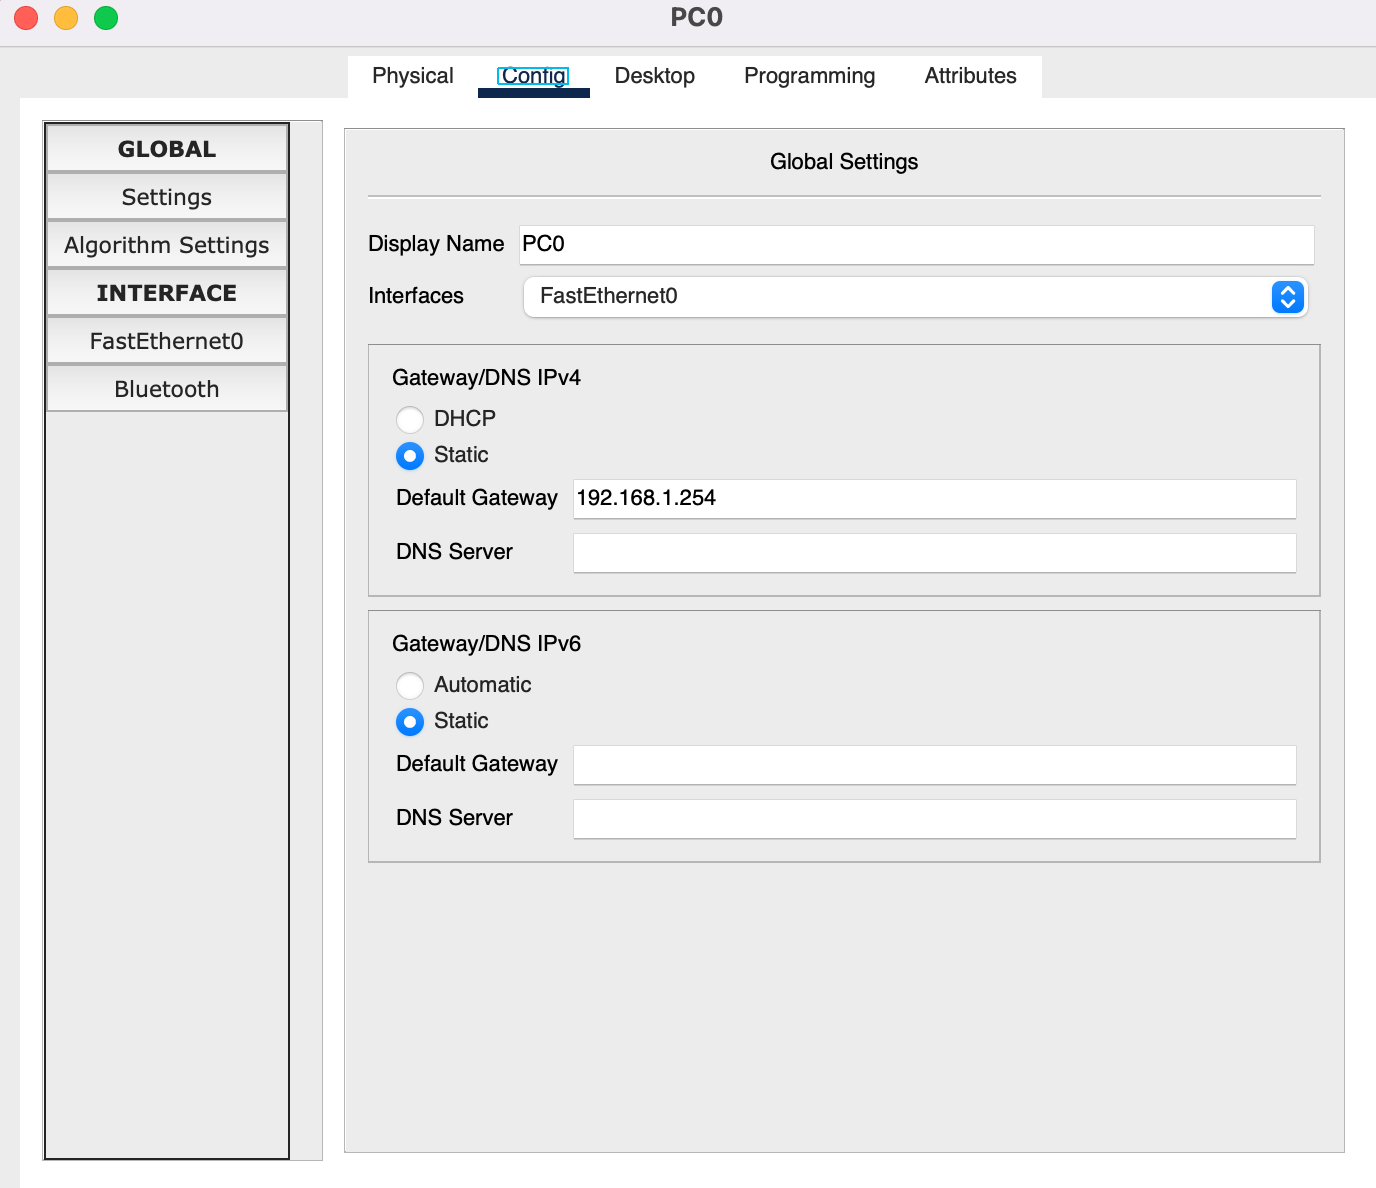 PC0
Physical
Config
Desktop
Programming
Attributes
GLOBAL
Settings
Algorithm Settings
INTERFACE
FastEthernet0
Bluetooth
Global Settings
Display Name PC0
Interfaces FastEthernet0
Gateway/DNS IPv4
DHCP
Static
Default Gateway 192.168.1.254
DNS Server
Gateway/DNS IPv6
Automatic
Static
Default Gateway
DNS Server